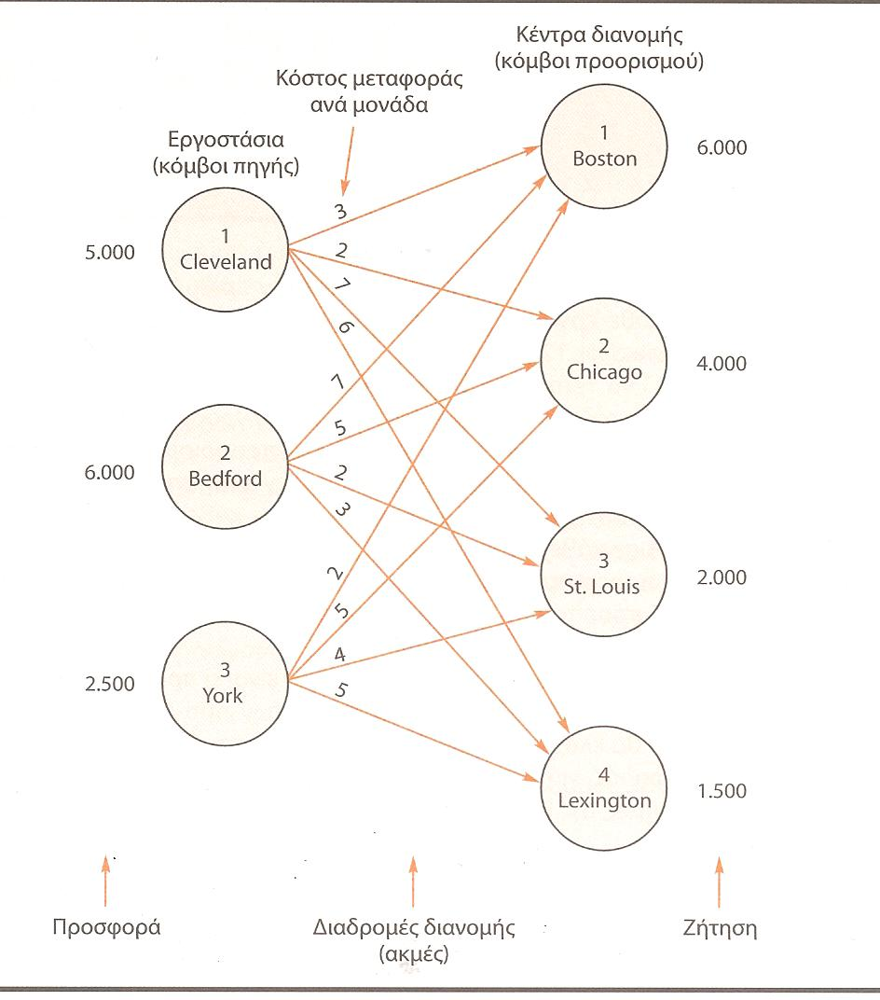 Κέντρα διανομής
(κόμβοι προορισμού)
Κόστος μεταφοράς
ανά μονάδα
Εργοστάσια
(κόμβοι πηγής)
1
Boston
6.000
3
1
Cleveland
5.000
2
7
6
2
Chicago
4.000
7
5
2
Bedford
6.000
2
3
3
St. Louis
2.000
2
5
4
5
3
York
2.500
4
Lexington
1.500
Προσφορά
Διαδρομές διανομής
(ακμές)
Ζήτηση